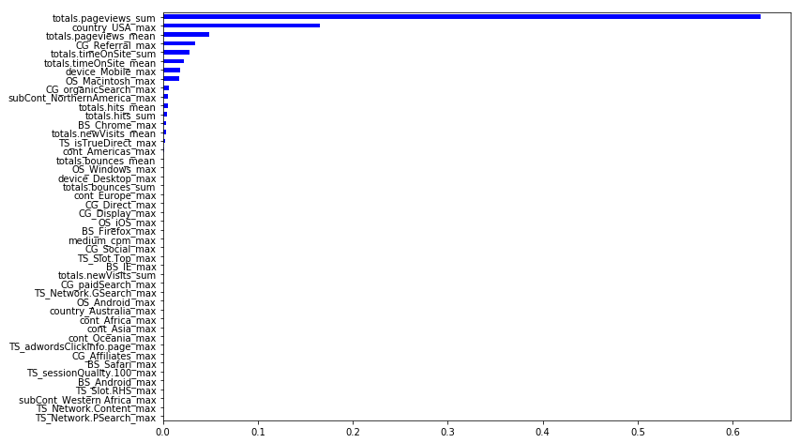 totals.pageviews_sum
country_USA_max
totals.pageviews_mean
CG_Referral_max
totals.timeOnSite_sum
totals.timeOnSite_mean
device_Mobile_max
OS_Macintosh_max
CG_organicSearch_max
subCont_NorthernAmerica_max
totals.hits_mean
totals.hits_sum
BS_Chrome_max
totals.newVisits_mean
TS_isTrueDirect_max
cont_Americas_max
totals.bounces_mean
OS_Windows_max
device_Desktop_max
totals.bounces_sum
cont_Europe_max
CG_Direct_max
CG_Display_max
OS_iOS_max
BS_Firefox_max
medium_cpm_max
CG_Social_max
TS_Slot.Top_max
BS_IE_max
totals.newVisits_sum
CG_paidSearch_max
TS_Network.GSearch_max
OS_Android_max
country_Australia_max
cont_Africa_max
cont_Asia_max
cont_Oceania_max
TS_adwordsClickInfo.page_max
CG_Affiliates_max
BS_Safari_max
TS_sessionQuality.100_max
BS_Android_max
TS_Slot.RHS_max
subCont_Western Africa_max
TS_Network.Content_max
TS_Network.PSearch_max
0.0 0.1 0.2 0.3 0.4 0.5 0.6